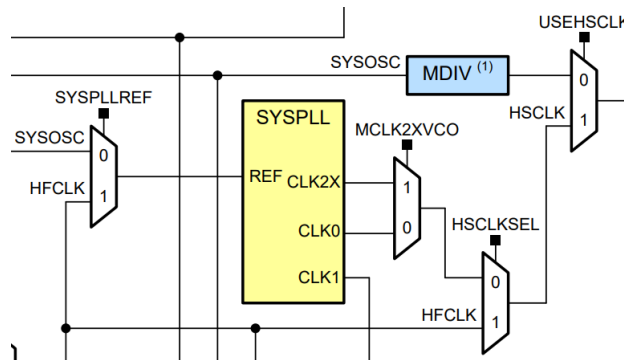 USEHSCLK
SYSOSC
MDIV (1)
0
SYSPLLREF
SYSPLL
HSCLK
1
MCLK2XVCO
SYSOSC
0
REF
CLK2X
1
HFCLK
1
CLK0
0
HSCLKSEL
CLK1
0
HFCLK
1